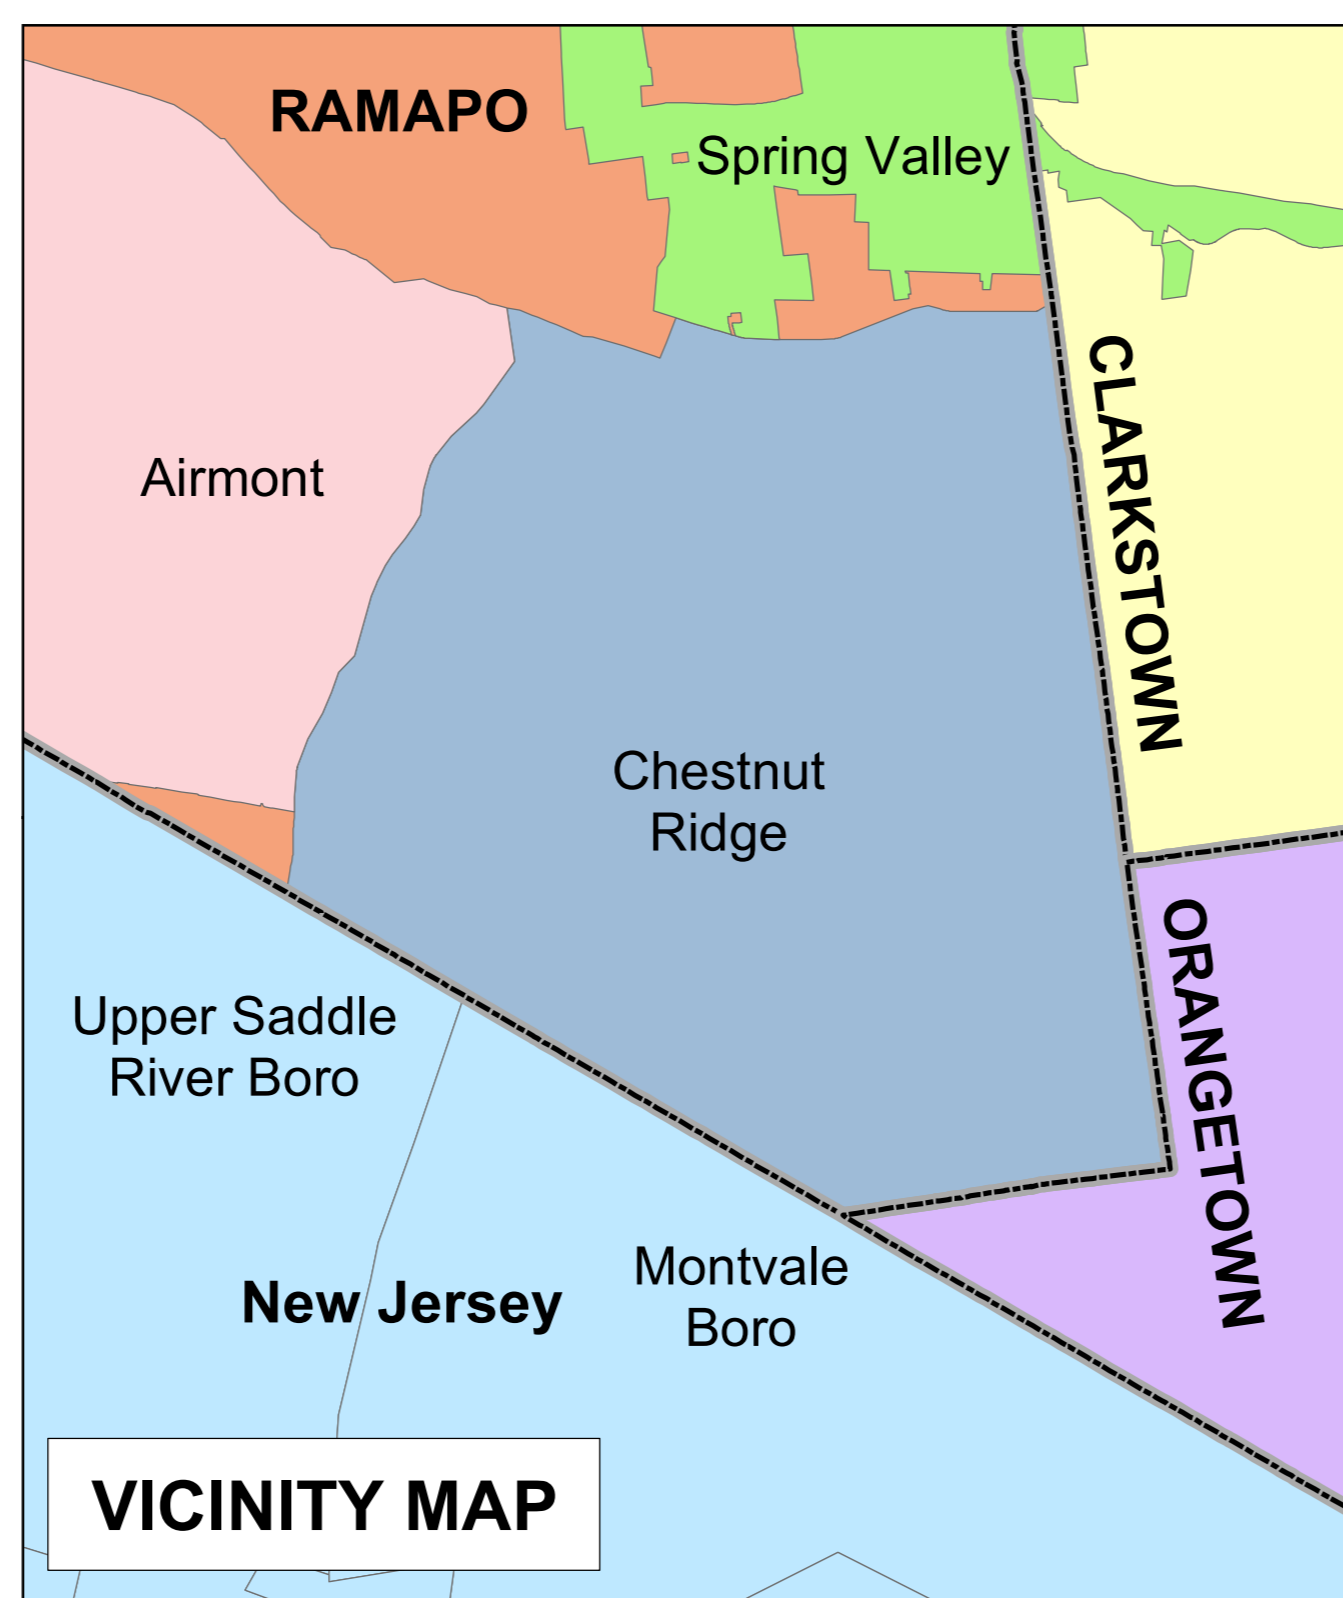 RAMAPO
Spring Valley
CLARKSTOWN
Airmont
Chestnut
Ridge
ORANGETOWN
Upper Saddle
River Boro
Montvale
Boro
New Jersey
VICINITY MAP